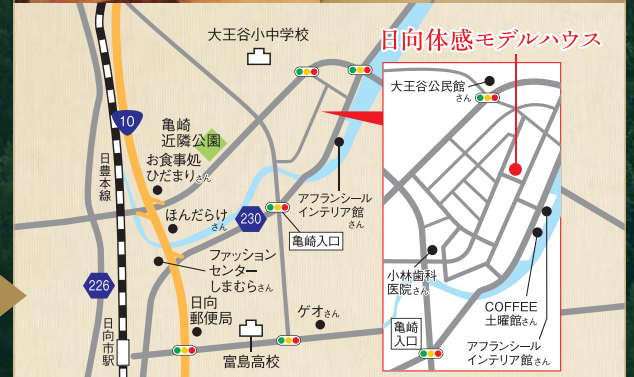 大王谷小中学校
日向体感モデルハウス
大王谷公民館
さん
10
亀崎
近隣公園
日豊本線
お食事処
ひだまりさん
ほんだらけ
さん
230
アフランシール
インテリア館
さん
亀崎入口
ファッション
センター
しまむらさん
226
日向
郵便局
ゲオさん
日向市駅
富島高校
小林歯科
医院さん
COFFEE
土曜館さん
亀崎
入口
アフランシール
インテリア館さん